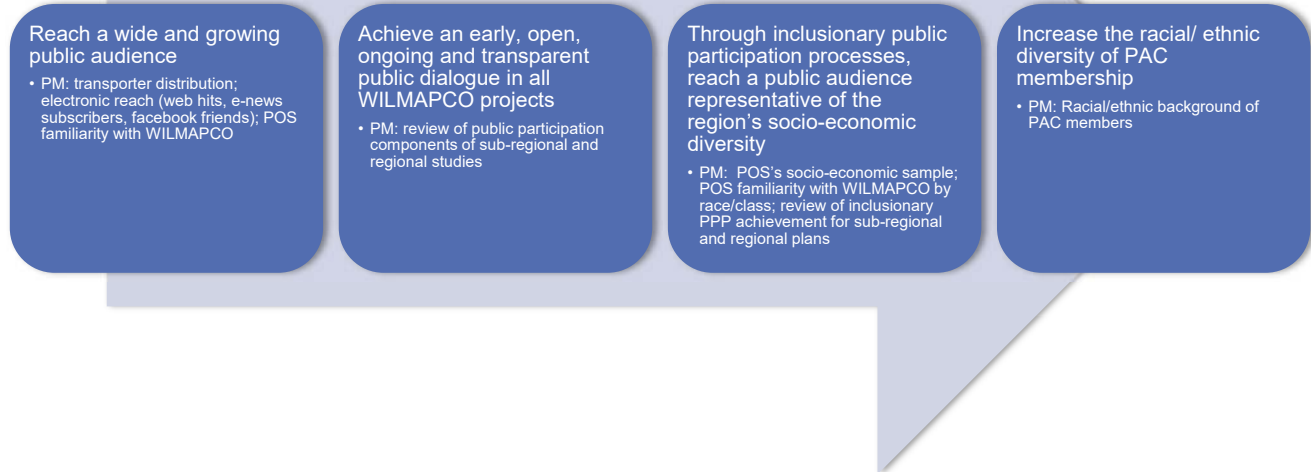 Reach a wide and growing
public audience
• PM: transporter distribution;
electronic reach (web hits, e-news
subscribers, facebook friends); POS
familiarity with WILMAPCO
Achieve an early, open,
ongoing and transparent
public dialogue in all
WILMAPCO projects
• PM: review of public participation
components of sub-regional and
regional studies
Through inclusionary public
participation processes,
reach a public audience
representative of the
region's socio-economic
diversity
• PM:  POS's socio-economic sample;
POS familiarity with WILMAPCO by
race/class; review of inclusionary
PPP achievement for sub-regional
and regional plans
Increase the racial/ ethnic
diversity of PAC
membership
• PM: Racial/ethnic background of
PAC members